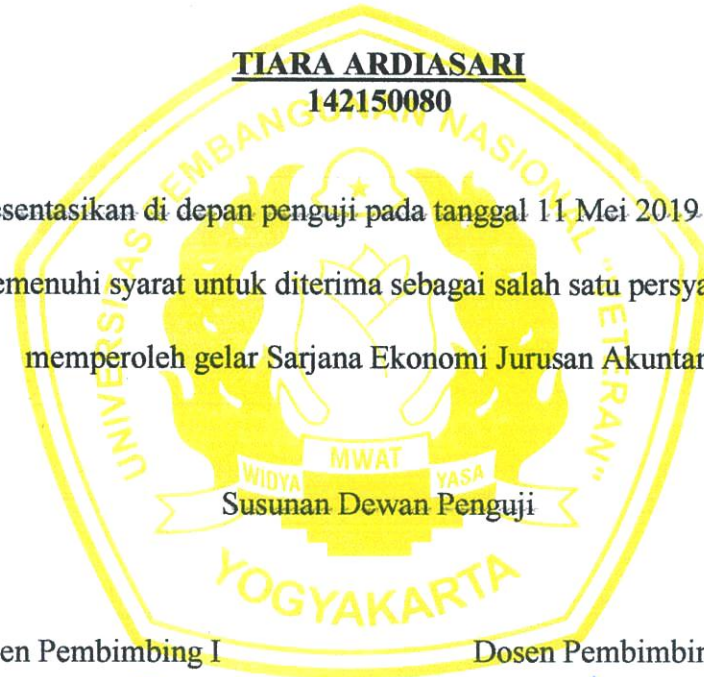 TIARA ARDIASARI
142150080
esentasikan di depan penguji pada tanggal 11 Mei 2019
emenuhi syarat untuk diterima sebagai salah satu persya
memperoleh gelar Sarjana Ekonomi Jurusan Akuntan
Susunan Dewan Penguji
en Pembimbing I Dosen Pembimbin
UNIVERSITAS PEMBANGUNAN NASIONAL "VETERAN"
WIDYA MWAT YASA
YOGYAKARTA